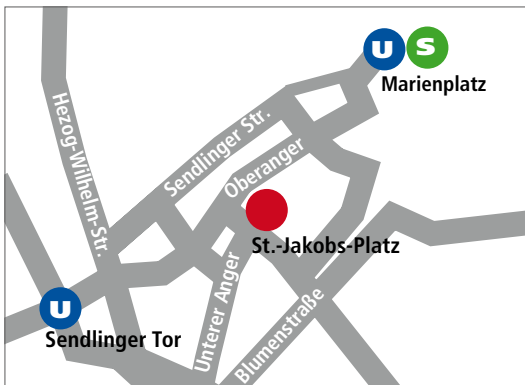 U S
Marienplatz
Hezog-Wilhelm-Str.
Sendlinger Str.
Oberanger
St.-Jakobs-Platz
U
Sendlinger Tor
Unterer Anger
Blumenstraße